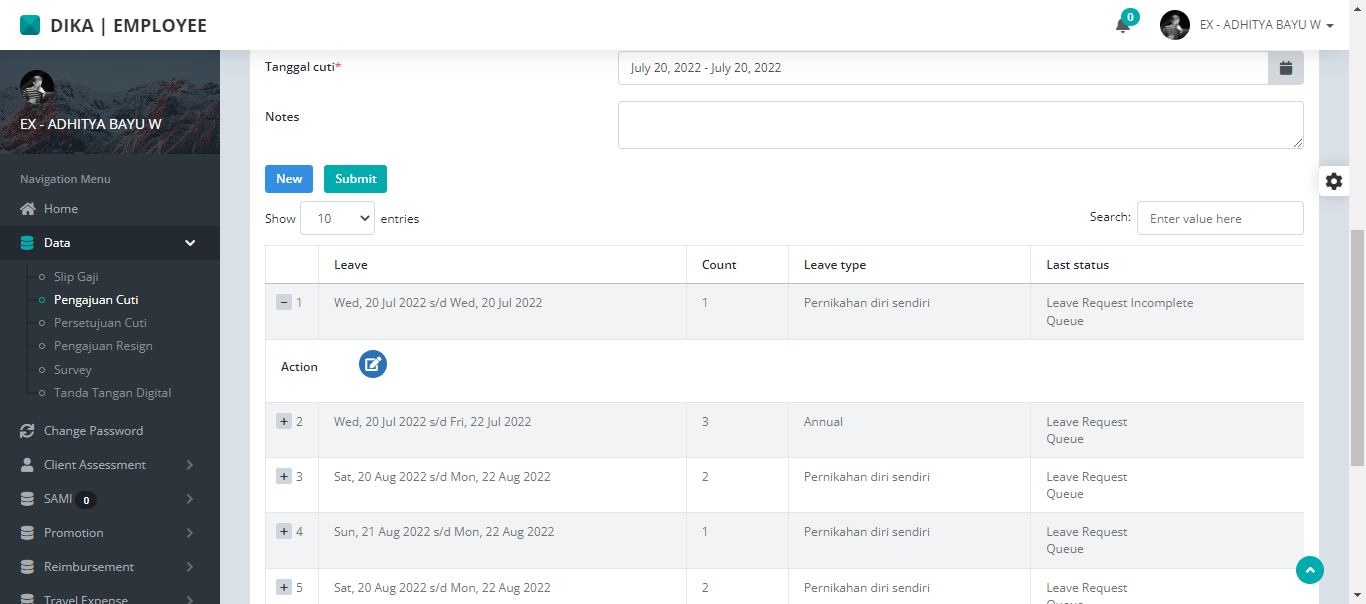 DIKA | EMPLOYEE
0
EX - ADHITYA BAYU W
EX - ADHITYA BAYU W
Navigation Menu
Home
Data
Slip Gaji
Pengajuan Cuti
Persetujuan Cuti
Pengajuan Resign
Survey
Tanda Tangan Digital
Change Password
Client Assessment
SAMI 0
Promotion
Reimbursement
Travel Expense
Tanggal cuti*
July 20, 2022 - July 20, 2022
Notes
New
Submit
Show 10 entries
Search: Enter value here
Leave Count Leave type Last status
1 Wed, 20 Jul 2022 s/d Wed, 20 Jul 2022 1 Pernikahan diri sendiri Leave Request Incomplete
Queue
Action
2 Wed, 20 Jul 2022 s/d Fri, 22 Jul 2022 3 Annual Leave Request
Queue
3 Sat, 20 Aug 2022 s/d Mon, 22 Aug 2022 2 Pernikahan diri sendiri Leave Request
Queue
4 Sun, 21 Aug 2022 s/d Mon, 22 Aug 2022 1 Pernikahan diri sendiri Leave Request
Queue
5 Sat, 20 Aug 2022 s/d Mon, 22 Aug 2022 2 Pernikahan diri sendiri Leave Request